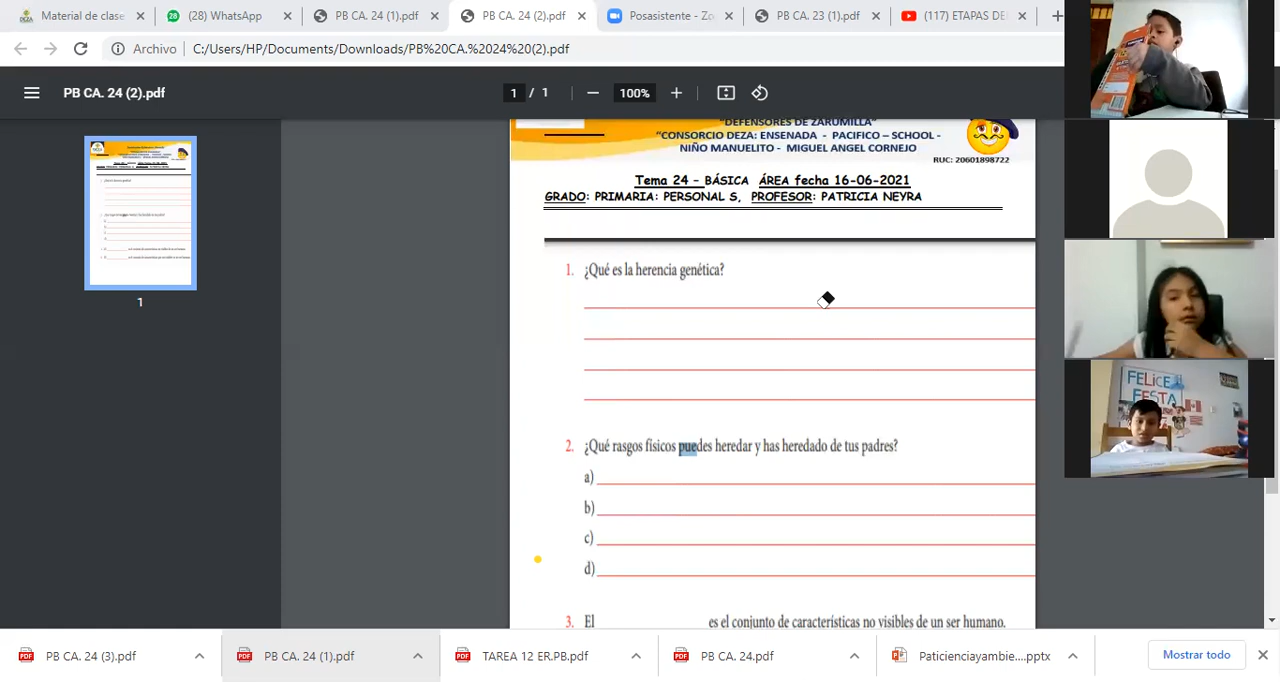 Material de clase
(28) WhatsApp
PB CA. 24 (1).pdf
PB CA. 24 (2).pdf
Posasistente - Zo
PB CA. 23 (1).pdf
(117) ETAPAS DE
Archivo
C:/Users/HP/Documents/Downloads/PB%20CA.%2024%20(2).pdf
PB CA. 24 (2).pdf
1 / 1
100%
"DEFENSORES DE ZARUMILLA"
"CONSORCIO DEZA: ENSENADA - PACIFICO – SCHOOL -
NIÑO MANUELITO - MIGUEL ANGEL CORNEJO
RUC: 20601898722
Tema 24 – BÁSICA ÁREA fecha 16-06-2021
GRADO: PRIMARIA: PERSONAL S, PROFESOR: PATRICIA NEYRA
1. ¿Qué es la herencia genética?
2. ¿Qué rasgos físicos puedes heredar y has heredado de tus padres?
a)
b)
c)
d)
3. El ______________ es el conjunto de características no visibles de un ser humano.
1
FELiCE
FESTA
PB CA. 24 (3).pdf
PB CA. 24 (1).pdf
TAREA 12 ER.PB.pdf
PB CA. 24.pdf
Paticienciayambie....pptx
Mostrar todo